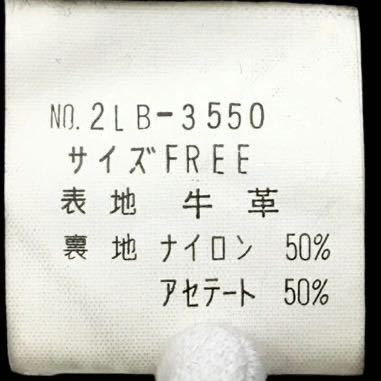 NO.2LB-3550
サイズFREE
表地 牛革
裏地 ナイロン 50%
アセテート 50%